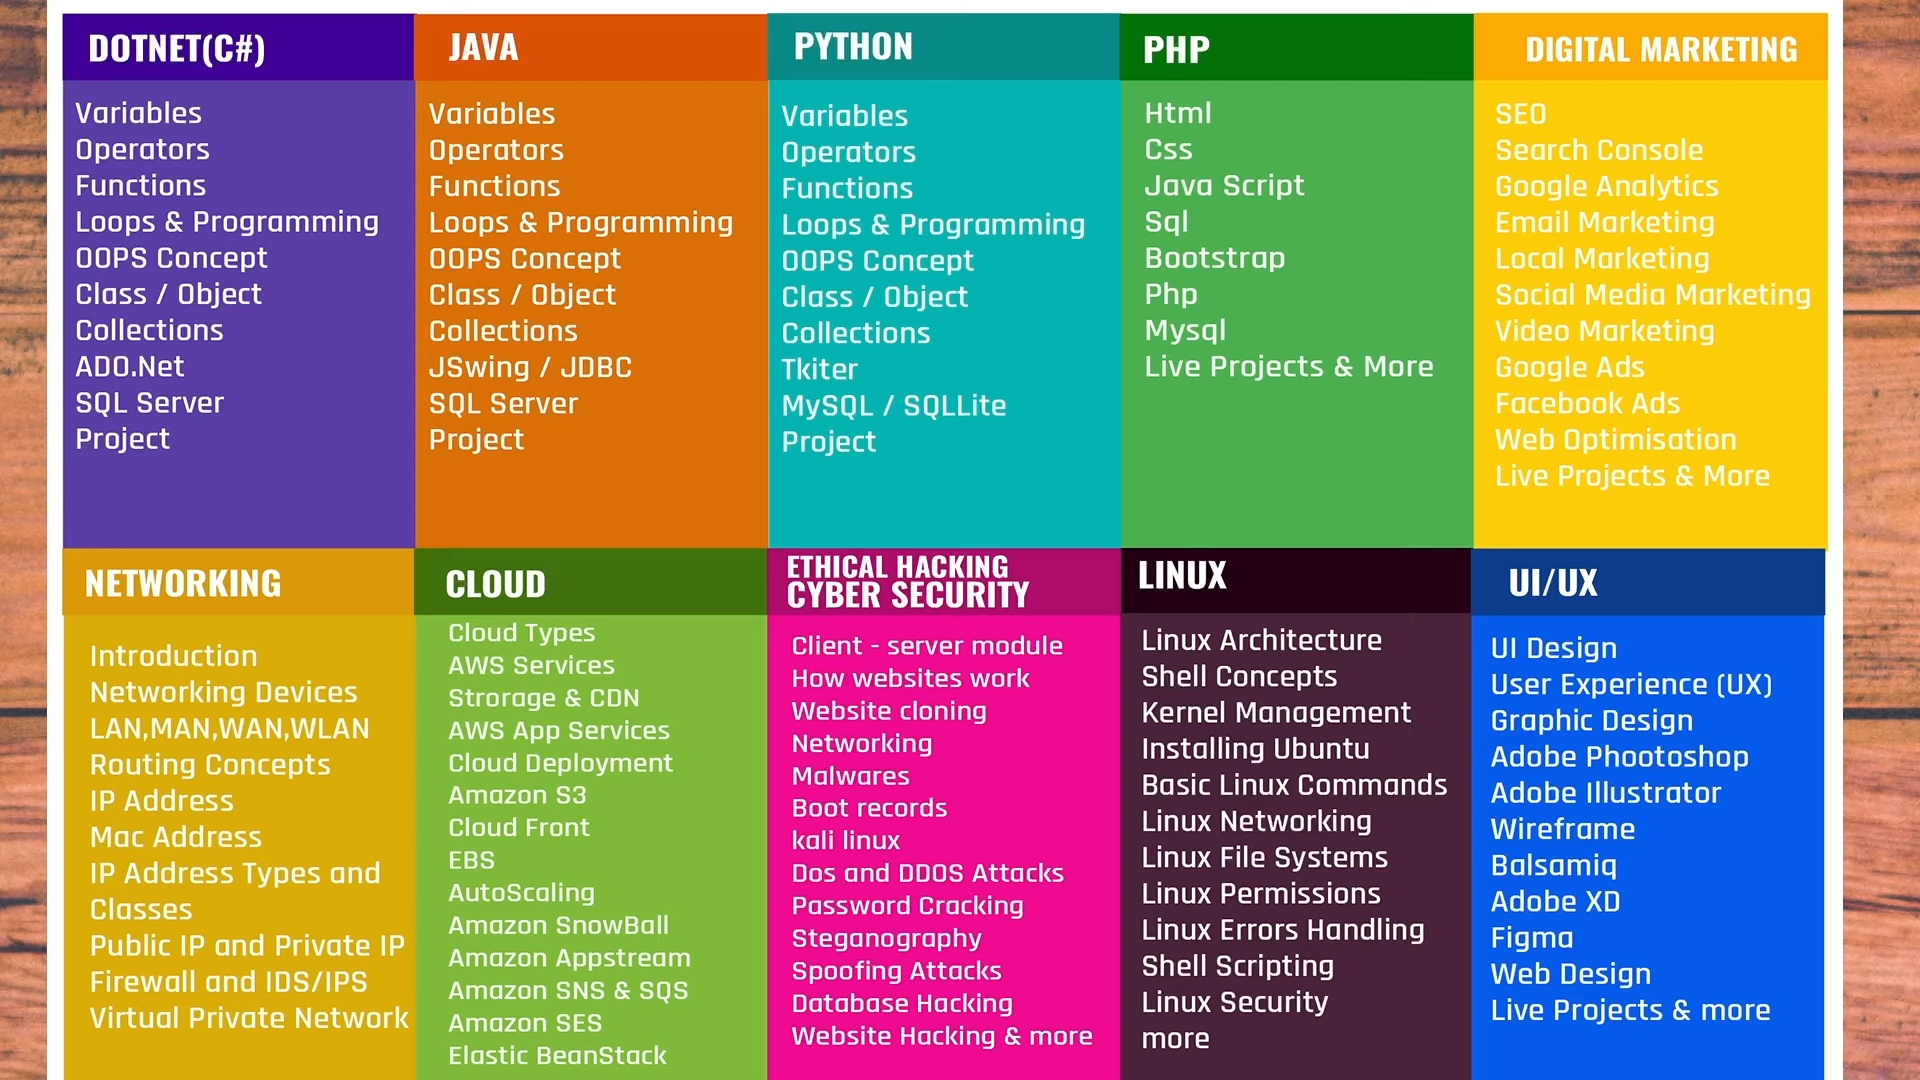 DOTNET(C#)
Variables
Operators
Functions
Loops & Programming
OOPS Concept
Class / Object
Collections
ADO.Net
SQL Server
Project
JAVA
Variables
Operators
Functions
Loops & Programming
OOPS Concept
Class / Object
Collections
JSwing / JDBC
SQL Server
Project
PYTHON
Variables
Operators
Functions
Loops & Programming
OOPS Concept
Class / Object
Collections
Tkiter
MySQL / SQLLite
Project
PHP
Html
Css
Java Script
Sql
Bootstrap
Php
Mysql
Live Projects & More
DIGITAL MARKETING
SEO
Search Console
Google Analytics
Email Marketing
Local Marketing
Social Media Marketing
Video Marketing
Google Ads
Facebook Ads
Web Optimisation
Live Projects & More
NETWORKING
Introduction
Networking Devices
LAN,MAN,WAN,WLAN
Routing Concepts
IP Address
Mac Address
IP Address Types and
Classes
Public IP and Private IP
Firewall and IDS/IPS
Virtual Private Network
CLOUD
Cloud Types
AWS Services
Strorage & CDN
AWS App Services
Cloud Deployment
Amazon S3
Cloud Front
EBS
AutoScaling
Amazon SnowBall
Amazon Appstream
Amazon SNS & SQS
Amazon SES
Elastic BeanStack
ETHICAL HACKING
CYBER SECURITY
Client - server module
How websites work
Website cloning
Networking
Malwares
Boot records
kali linux
Dos and DDOS Attacks
Password Cracking
Steganography
Spoofing Attacks
Database Hacking
Website Hacking & more
LINUX
Linux Architecture
Shell Concepts
Kernel Management
Installing Ubuntu
Basic Linux Commands
Linux Networking
Linux File Systems
Linux Permissions
Linux Errors Handling
Shell Scripting
Linux Security
more
UI/UX
UI Design
User Experience (UX)
Graphic Design
Adobe Phootoshop
Adobe Illustrator
Wireframe
Balsamiq
Adobe XD
Figma
Web Design
Live Projects & more